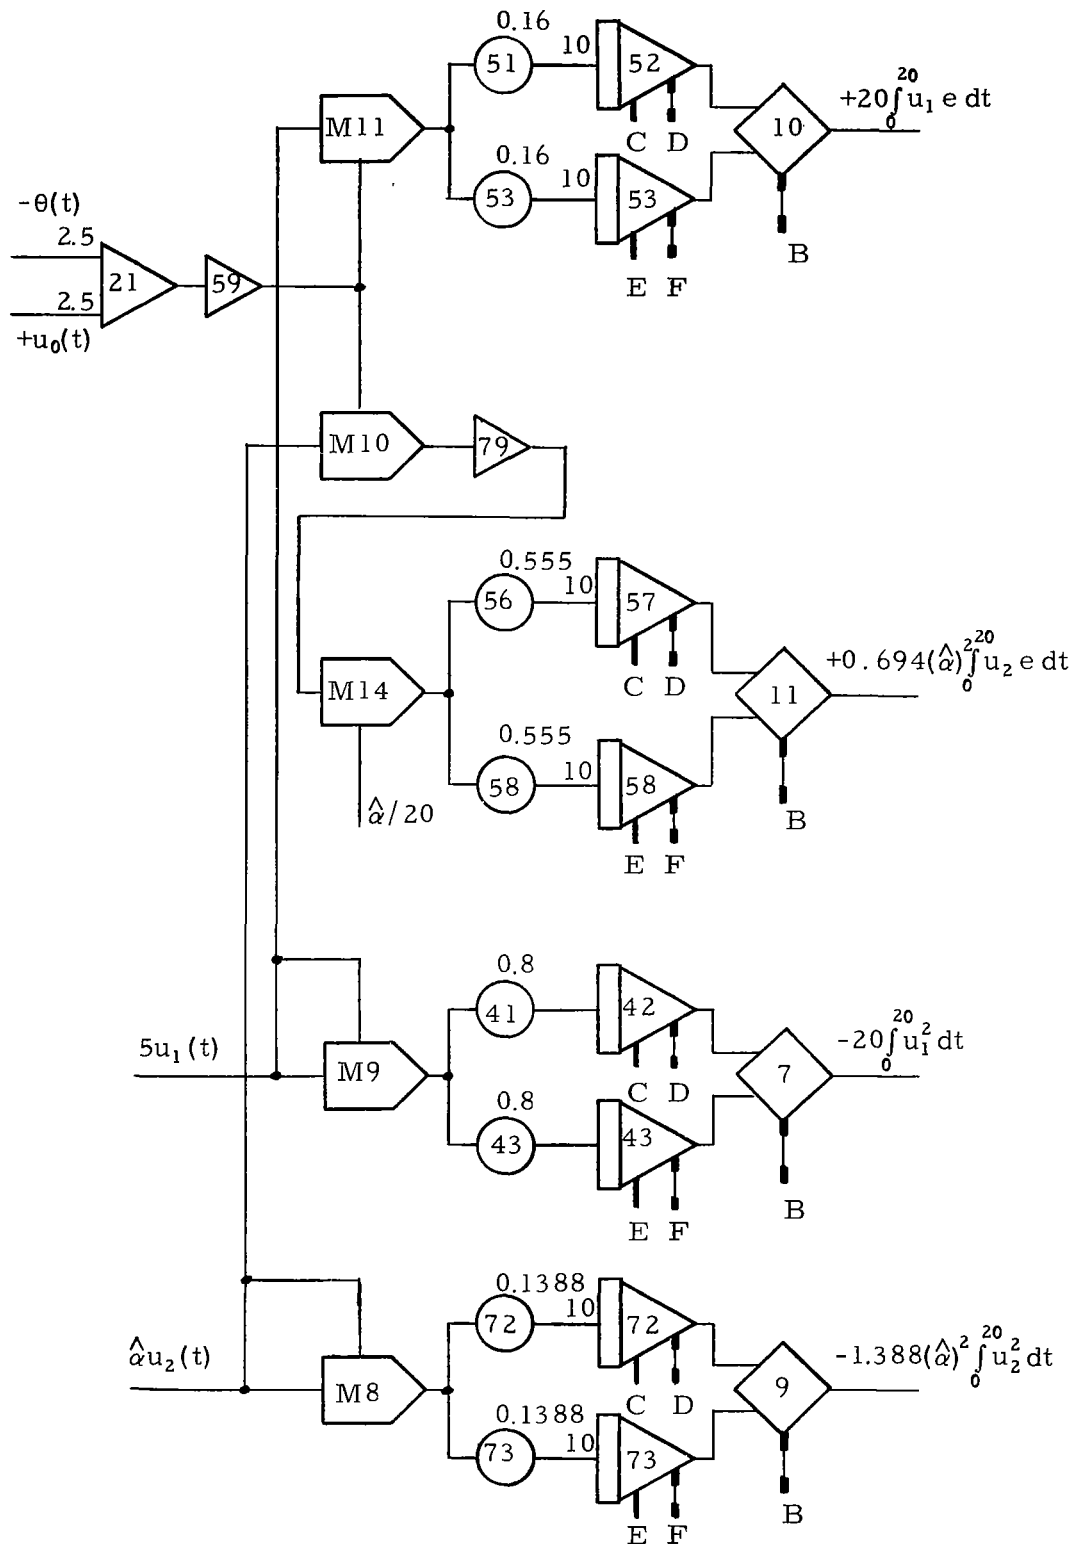 0.16
51
10
52
C D
M11
0.16
53
10
53
E F
10
B
+20∫₀²⁰ u₁ e dt
-θ(t)
2.5
21
59
2.5
+u₀(t)
M10
79
0.555
56
10
57
C D
M14
0.555
58
10
58
E F
α̂/20
11
B
+0.694(α̂)² ∫₀²⁰ u₂ e dt
5u₁(t)
M9
0.8
41
42
C D
0.8
43
43
E F
7
B
-20∫₀²⁰ u₁² dt
α̂u₂(t)
M8
0.1388
72
10
72
C D
0.1388
73
10
73
E F
9
B
-1.388(α̂)² ∫₀²⁰ u₂² dt